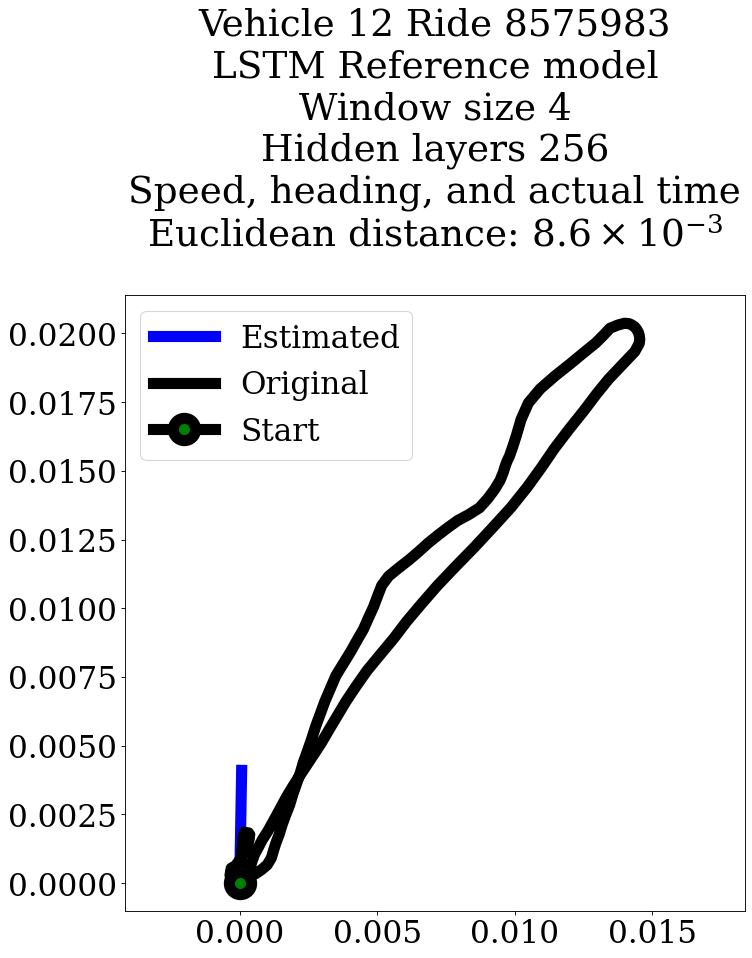 Vehicle 12 Ride 8575983
LSTM Reference model
Window size 4
Hidden layers 256
Speed, heading, and actual time
Euclidean distance: 8.6 × 10⁻³
Estimated
Original
Start
0.0200
0.0175
0.0150
0.0125
0.0100
0.0075
0.0050
0.0025
0.0000
0.000 0.005 0.010 0.015